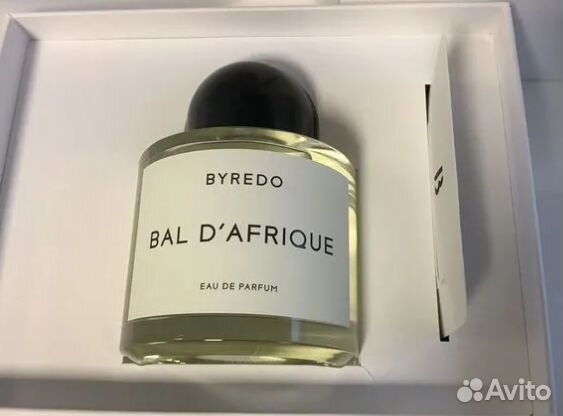 BYREDO
BAL D'AFRIQUE
EAU DE PARFUM
B
Avito